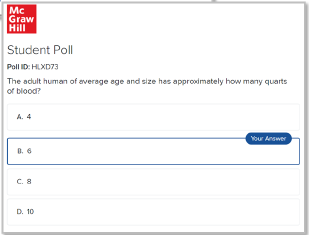 Mc
Graw
Hill
Student Poll
Poll ID: HLXD73
The adult human of average age and size has approximately how many quarts
of blood?
A. 4
Your Answer
B. 6
C. 8
D. 10